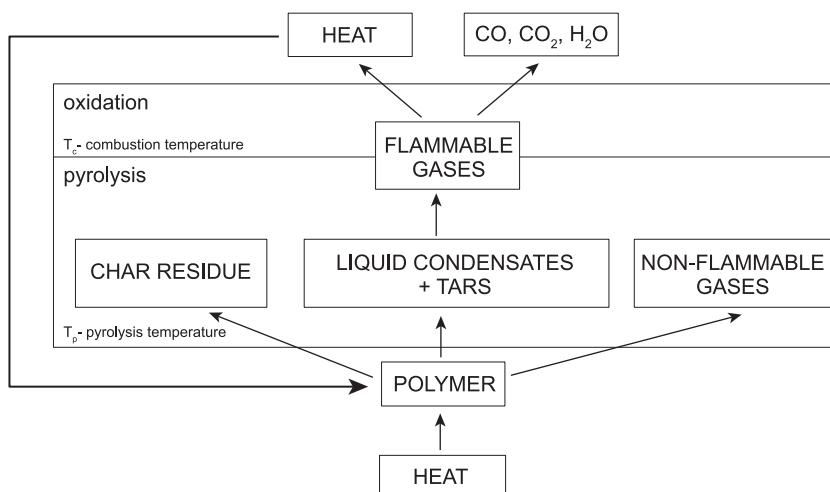 HEAT
CO, CO₂, H₂O
oxidation
T꜀- combustion temperature
FLAMMABLE
GASES
pyrolysis
CHAR RESIDUE
LIQUID CONDENSATES
+ TARS
NON-FLAMMABLE
GASES
Tₚ- pyrolysis temperature
POLYMER
HEAT